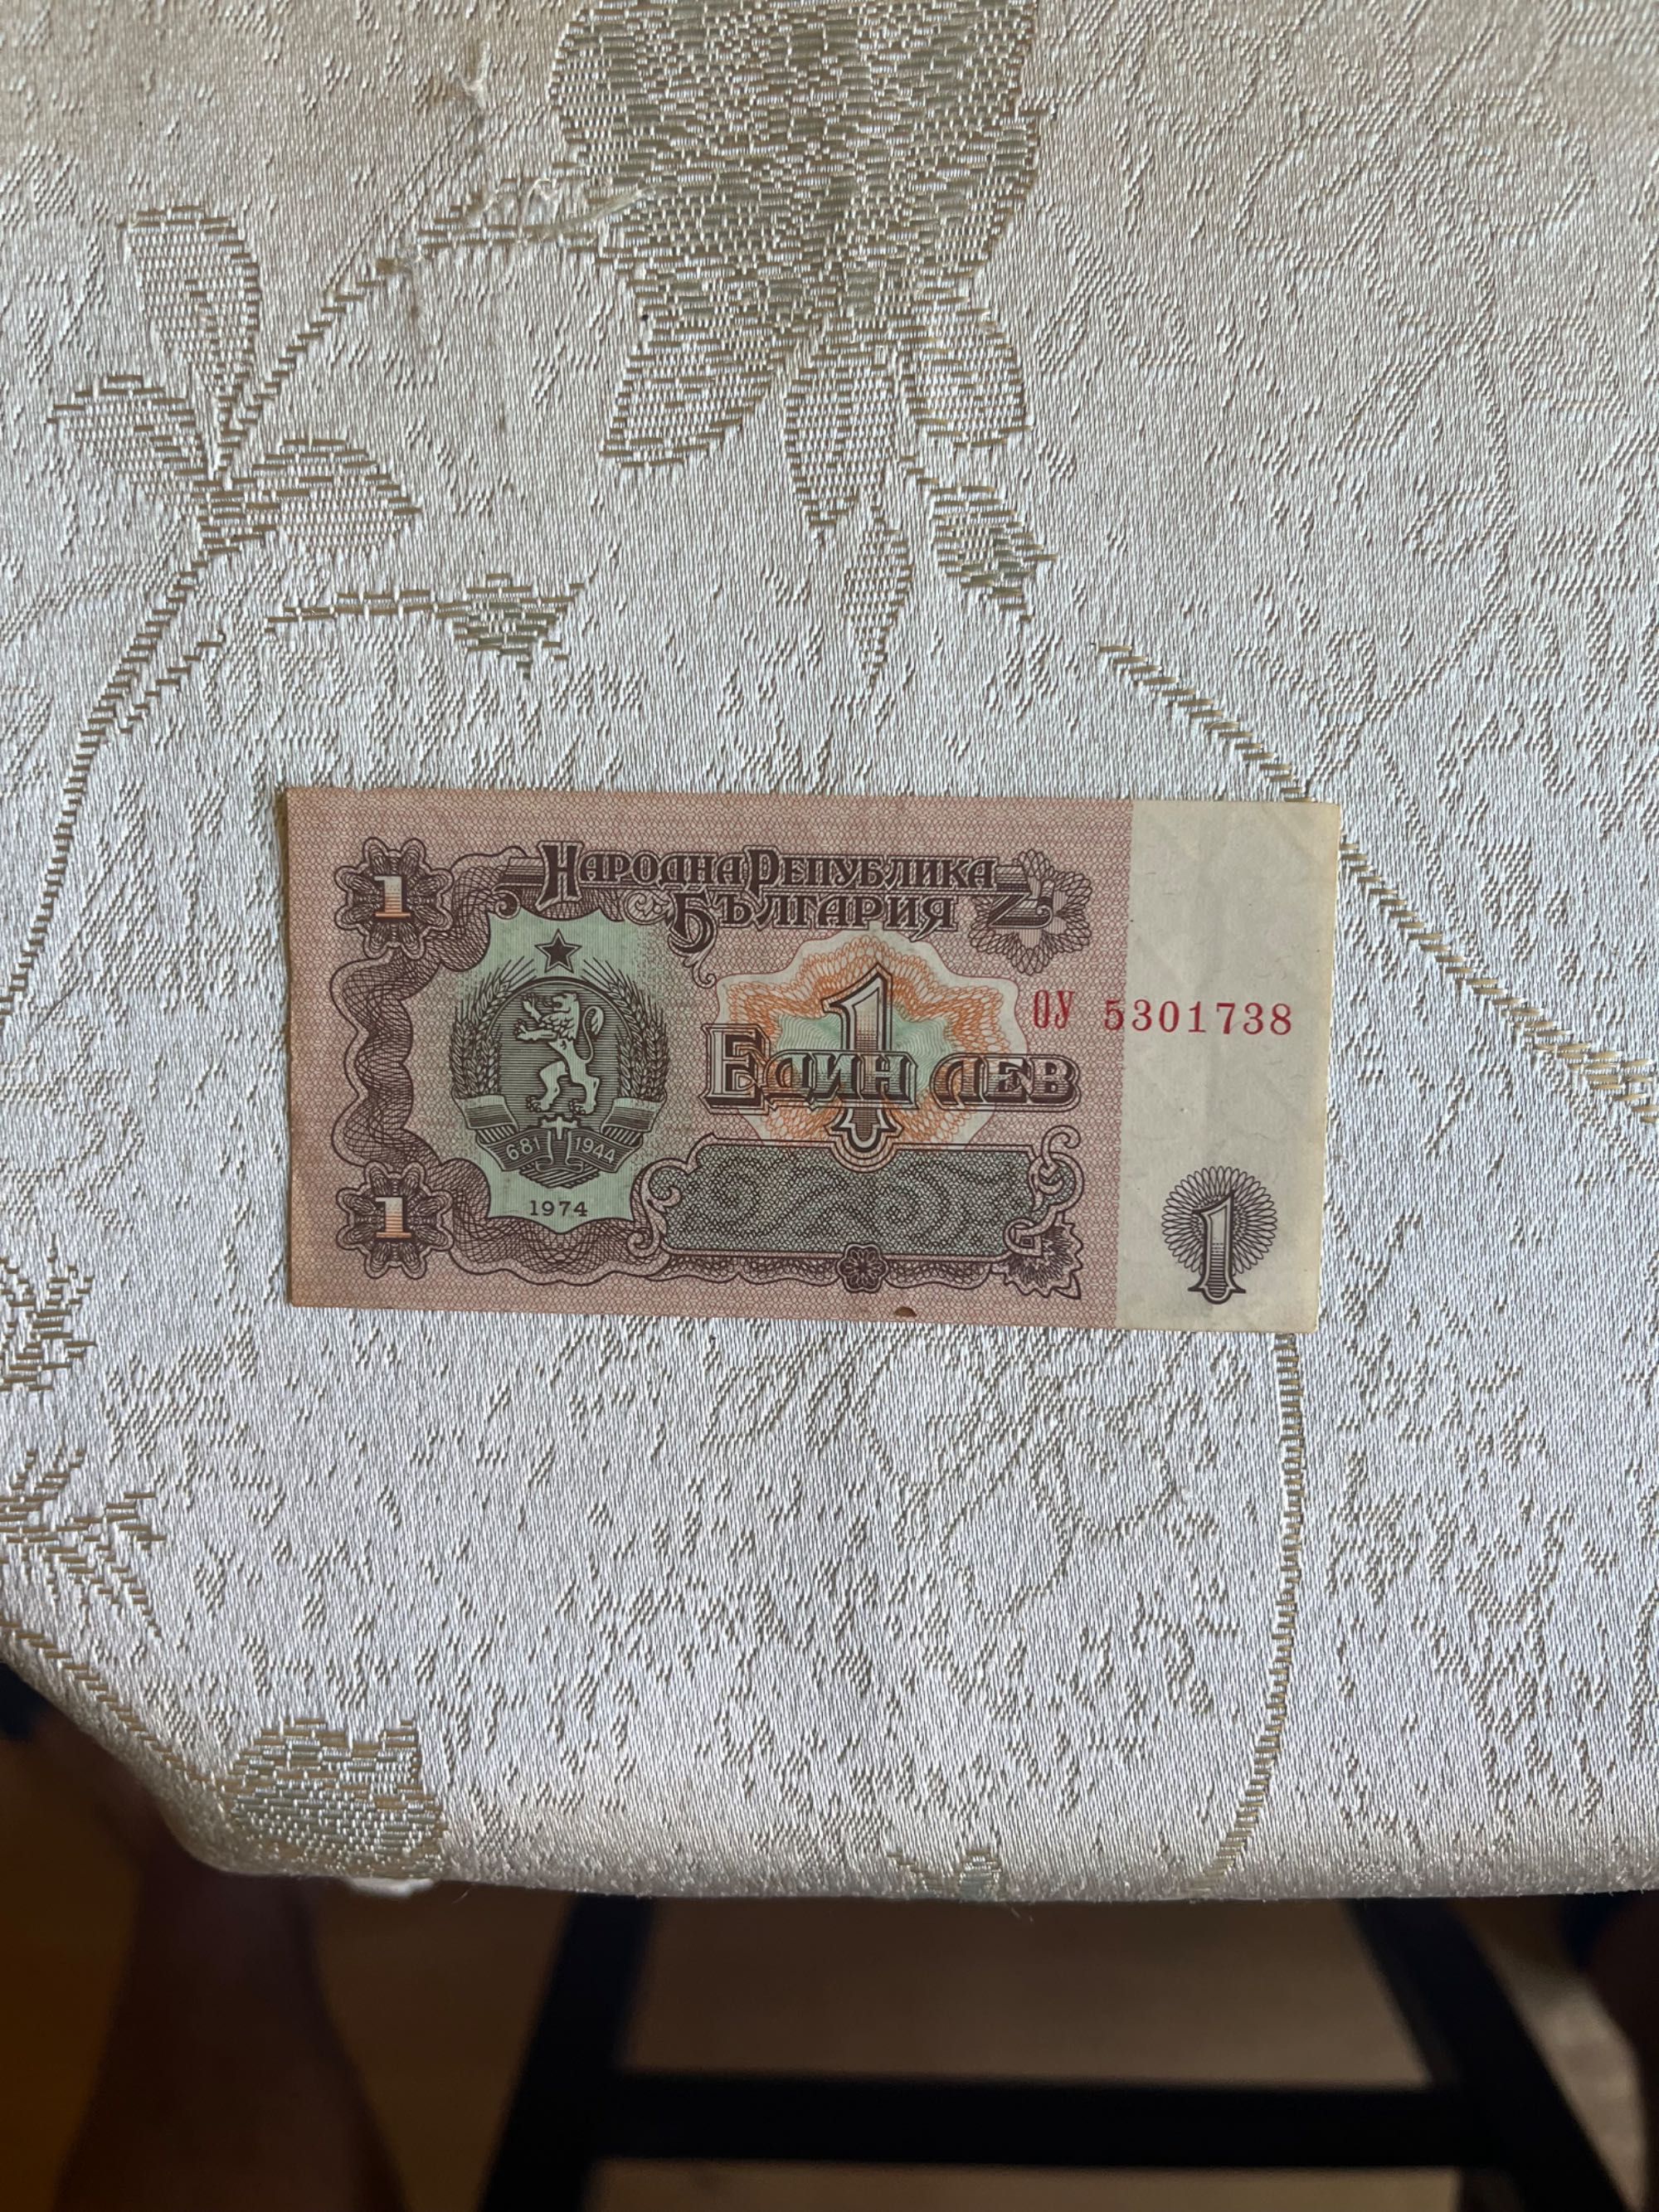 1
НАРОДНА РЕПУБЛИКА
БЪЛГАРИЯ
1
ОУ 5301738
ЕДИН ЛЕВ
681 1944
1974
1
1